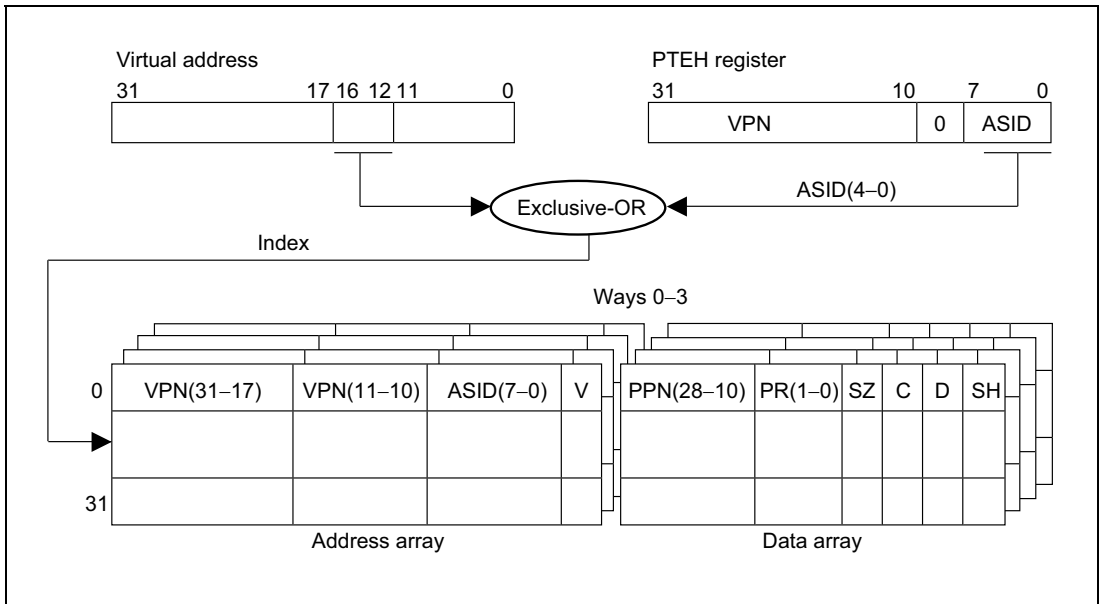 Virtual address
31 17 16 12 11 0
PTEH register
31 10 7 0
VPN 0 ASID
ASID(4–0)
Exclusive-OR
Index
Ways 0–3
0 VPN(31–17) VPN(11–10) ASID(7–0) V PPN(28–10) PR(1–0) SZ C D SH
31
Address array
Data array